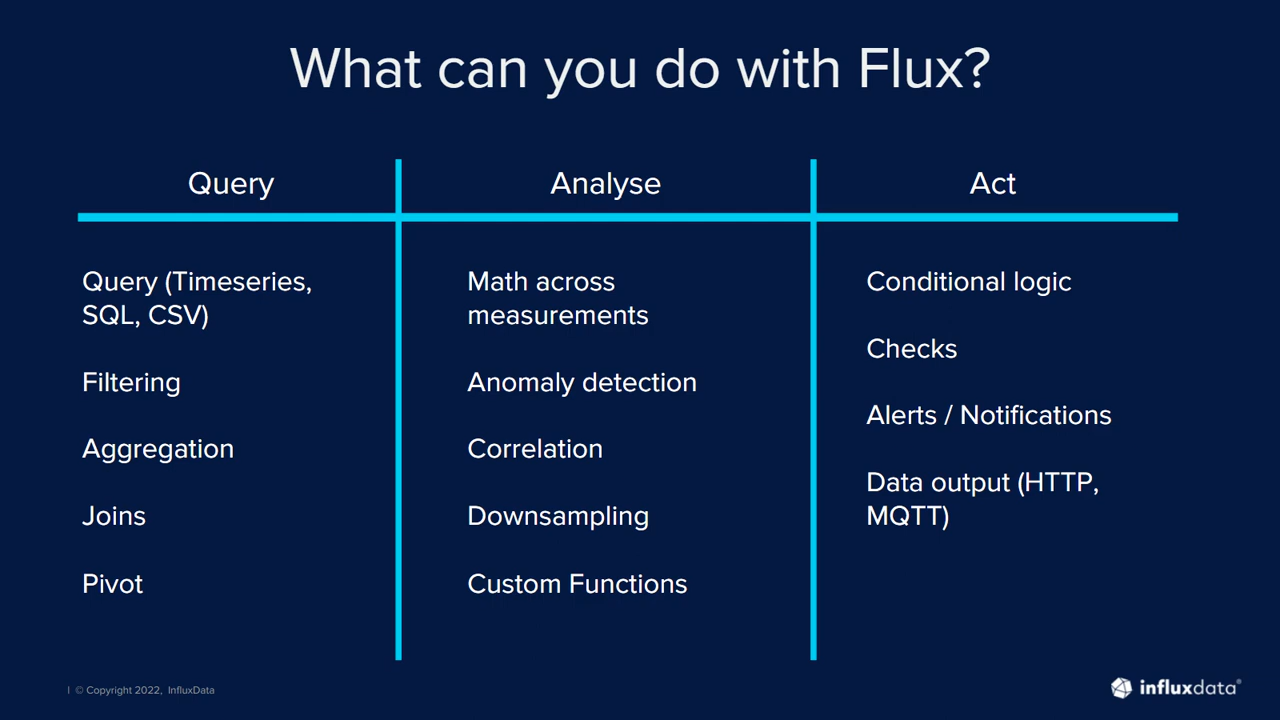 What can you do with Flux?
Query
Analyse
Act
Query (Timeseries,
SQL, CSV)
Filtering
Aggregation
Joins
Pivot
Math across
measurements
Anomaly detection
Correlation
Downsampling
Custom Functions
Conditional logic
Checks
Alerts / Notifications
Data output (HTTP,
MQTT)
| © Copyright 2022, InfluxData
influxdata®